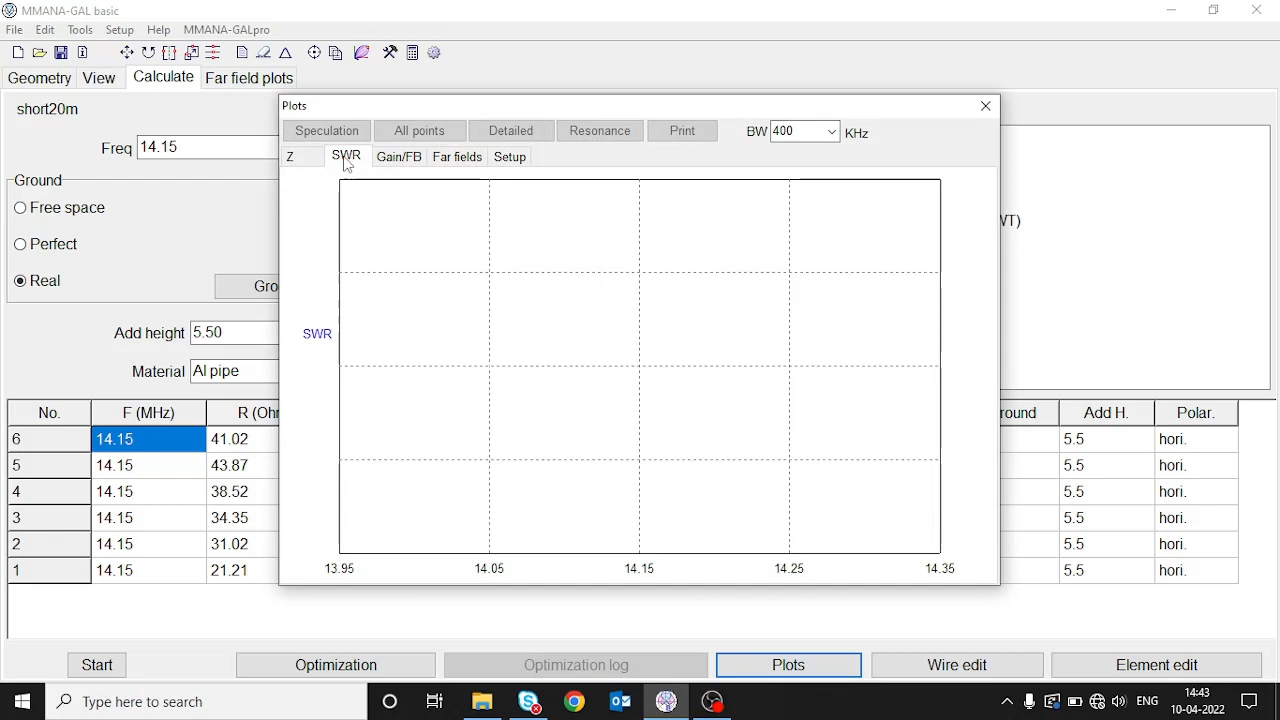 MMANA-GAL basic
File Edit Tools Setup Help MMANA-GALpro
Geometry View Calculate Far field plots
short20m
Freq 14.15
Ground
Free space
Perfect
Real
Add height 5.50
Material Al pipe
Plots
Speculation All points Detailed Resonance Print BW 400 KHz
Z SWR Gain/FB Far fields Setup
SWR
13.95 14.05 14.15 14.25 14.35
No. F (MHz) Add H. Polar.
6 14.15 41.02 5.5 hori.
5 14.15 43.87 5.5 hori.
4 14.15 38.52 5.5 hori.
3 14.15 34.35 5.5 hori.
2 14.15 31.02 5.5 hori.
1 14.15 21.21 5.5 hori.
Start Optimization Optimization log Plots Wire edit Element edit
Type here to search
ENG
14:43
10-04-2022